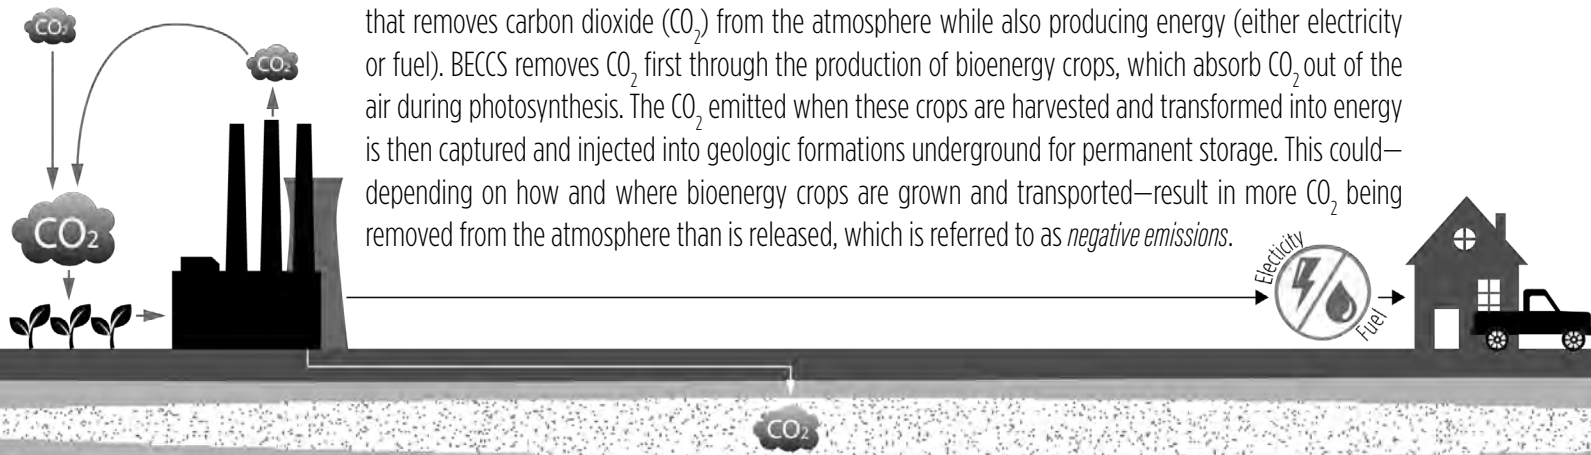 CO₂
CO₂
that removes carbon dioxide (CO₂) from the atmosphere while also producing energy (either electricity
or fuel). BECCS removes CO₂ first through the production of bioenergy crops, which absorb CO₂ out of the
air during photosynthesis. The CO₂ emitted when these crops are harvested and transformed into energy
is then captured and injected into geologic formations underground for permanent storage. This could—
depending on how and where bioenergy crops are grown and transported—result in more CO₂ being
removed from the atmosphere than is released, which is referred to as negative emissions.
CO₂
Electicity
Fuel
CO₂